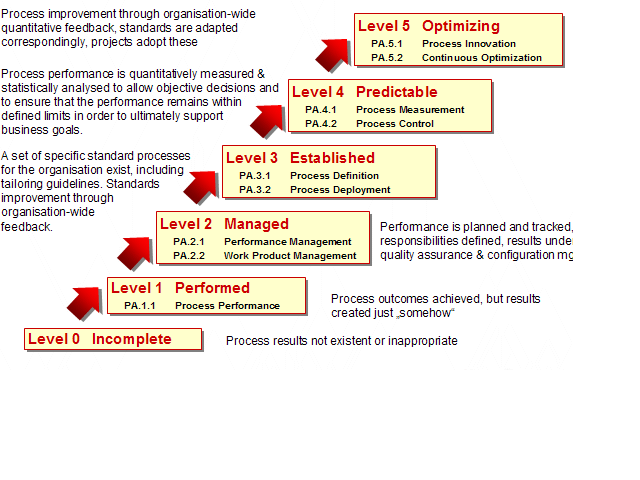 Process improvement through organisation-wide
quantitative feedback, standards are adapted
correspondingly, projects adopt these
Level 5 Optimizing
PA.5.1 Process Innovation
PA.5.2 Continuous Optimization
Process performance is quantitatively measured &
statistically analysed to allow objective decisions and
to ensure that the performance remains within
defined limits in order to ultimately support
business goals.
Level 4 Predictable
PA.4.1 Process Measurement
PA.4.2 Process Control
A set of specific standard processes
for the organisation exist, including
tailoring guidelines. Standards
improvement through
organisation-wide
feedback.
Level 3 Established
PA.3.1 Process Definition
PA.3.2 Process Deployment
Level 2 Managed
PA.2.1 Performance Management
PA.2.2 Work Product Management
Performance is planned and tracked,
responsibilities defined, results unde
quality assurance & configuration mg
Level 1 Performed
PA.1.1 Process Performance
Process outcomes achieved, but results
created just „somehow“
Level 0 Incomplete
Process results not existent or inappropriate